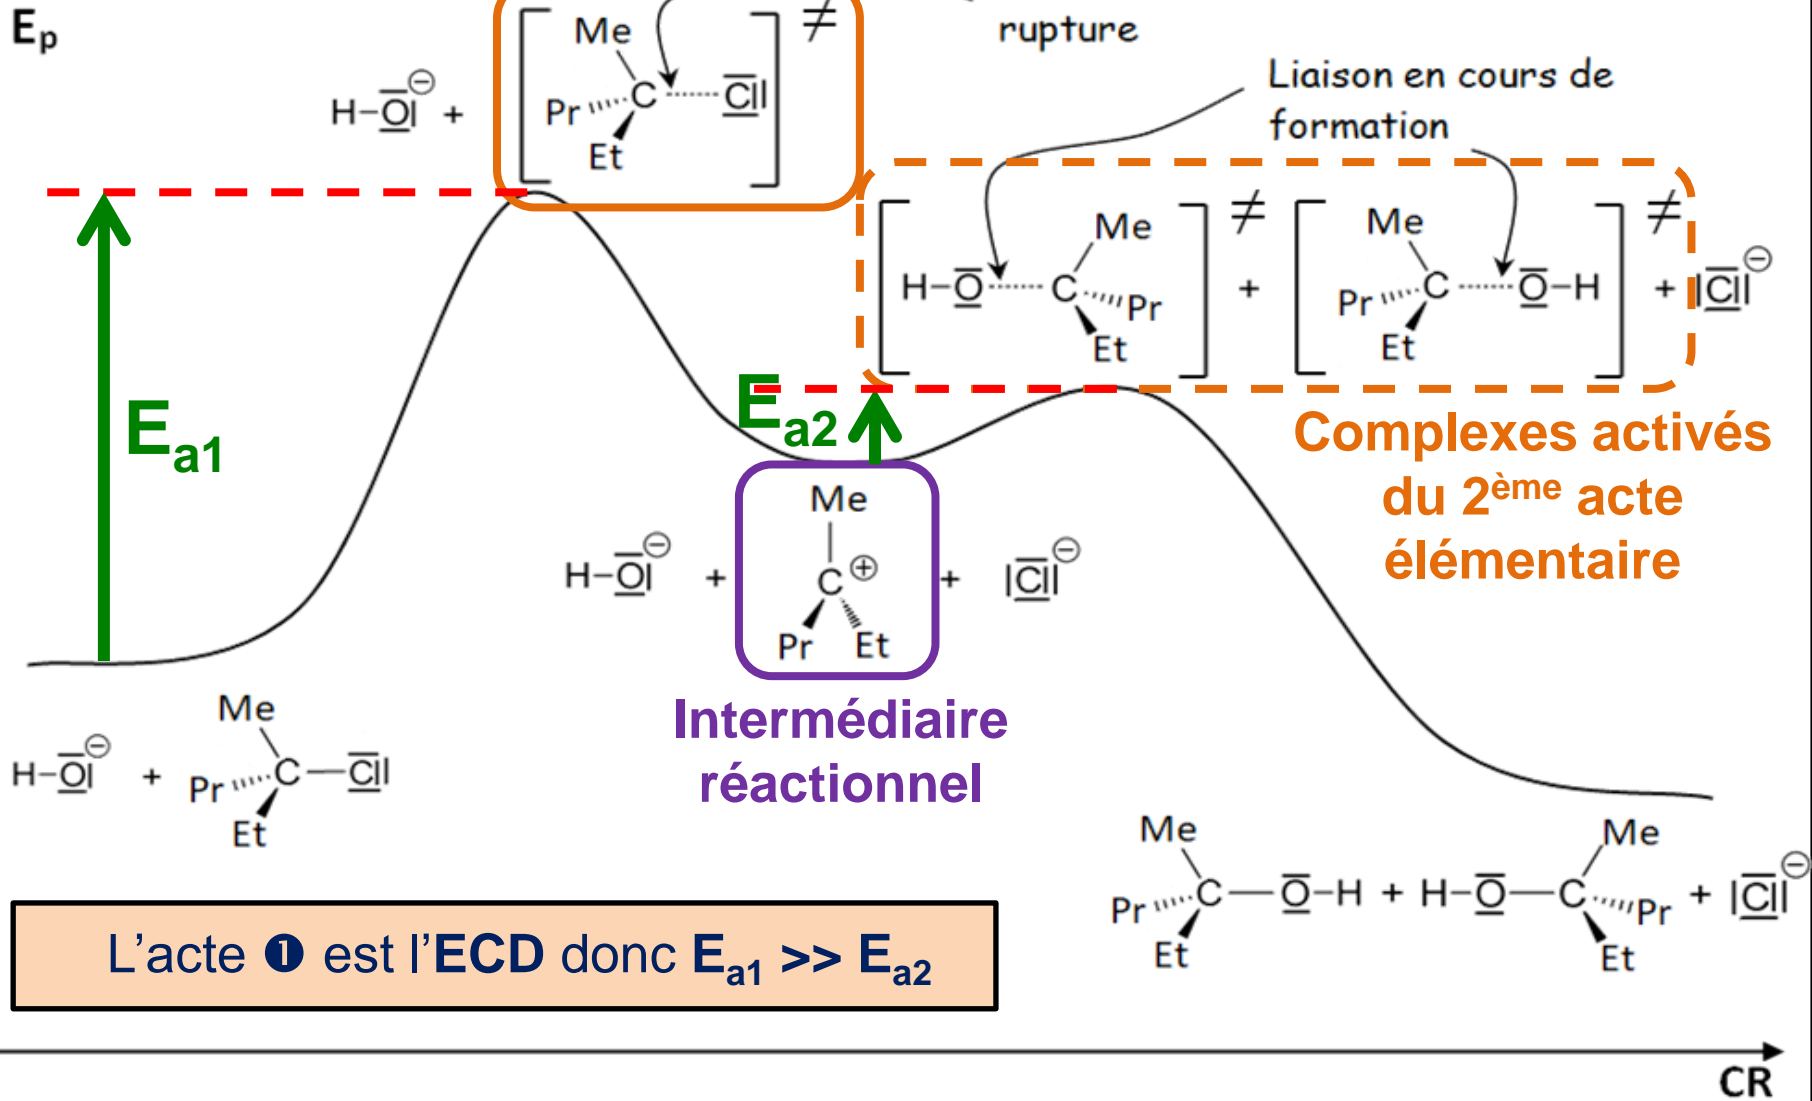 Ep
Me
≠
rupture
H–O|⊖ +
Pr C Cl|
Et
Liaison en cours de
formation
Me
≠
Me
≠
H–O C Pr
+
Pr C O–H
+ |Cl|⊖
Et
Et
Ea1
Ea2
Complexes activés
du 2ème acte
élémentaire
Me
H–O|⊖ + C⊕ + |Cl|⊖
Pr Et
Intermédiaire
réactionnel
Me
H–O|⊖ + Pr C—Cl|
Et
Me
Me
Pr C—O–H + H–O—C Pr + |Cl|⊖
Et
Et
L'acte ❶ est l'ECD donc Ea1 >> Ea2
CR